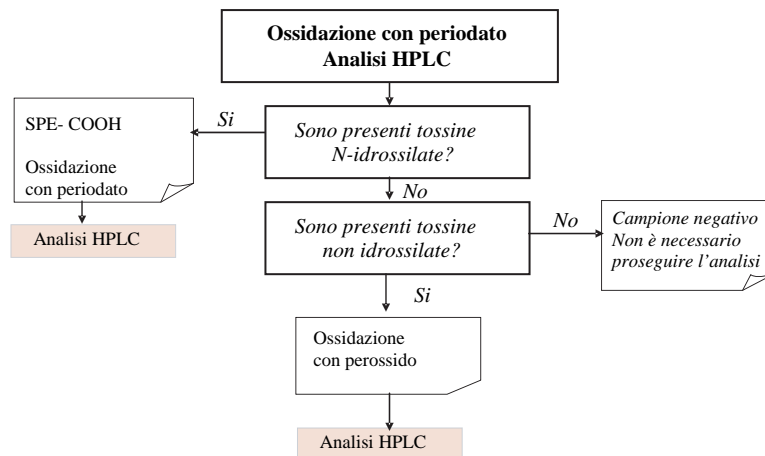 Ossidazione con periodato
Analisi HPLC
Si
SPE- COOH
Ossidazione
con periodato
Sono presenti tossine
N-idrossilate?
Analisi HPLC
No
Sono presenti tossine
non idrossilate?
No
Campione negativo
Non è necessario
proseguire l'analisi
Si
Ossidazione
con perossido
Analisi HPLC